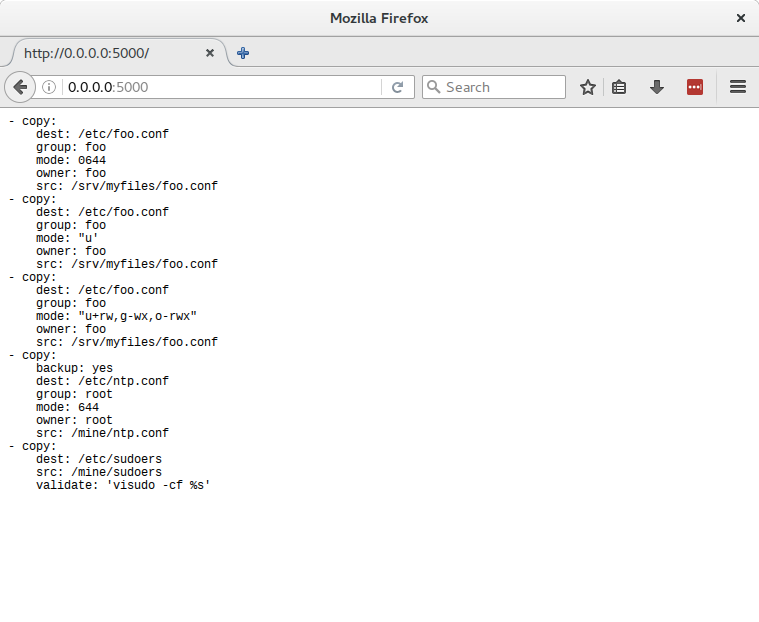 Mozilla Firefox
http://0.0.0.0:5000/
0.0.0.0:5000
Search
- copy:
    dest: /etc/foo.conf
    group: foo
    mode: 0644
    owner: foo
    src: /srv/myfiles/foo.conf
- copy:
    dest: /etc/foo.conf
    group: foo
    mode: "u'
    owner: foo
    src: /srv/myfiles/foo.conf
- copy:
    dest: /etc/foo.conf
    group: foo
    mode: "u+rw,g-wx,o-rwx"
    owner: foo
    src: /srv/myfiles/foo.conf
- copy:
    backup: yes
    dest: /etc/ntp.conf
    group: root
    mode: 644
    owner: root
    src: /mine/ntp.conf
- copy:
    dest: /etc/sudoers
    src: /mine/sudoers
    validate: 'visudo -cf %s'